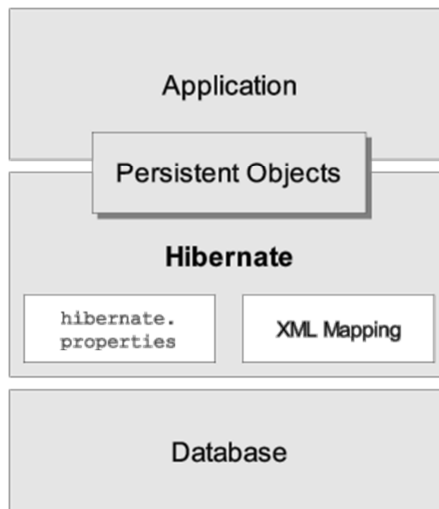 Application
Persistent Objects
Hibernate
hibernate.
properties
XML Mapping
Database